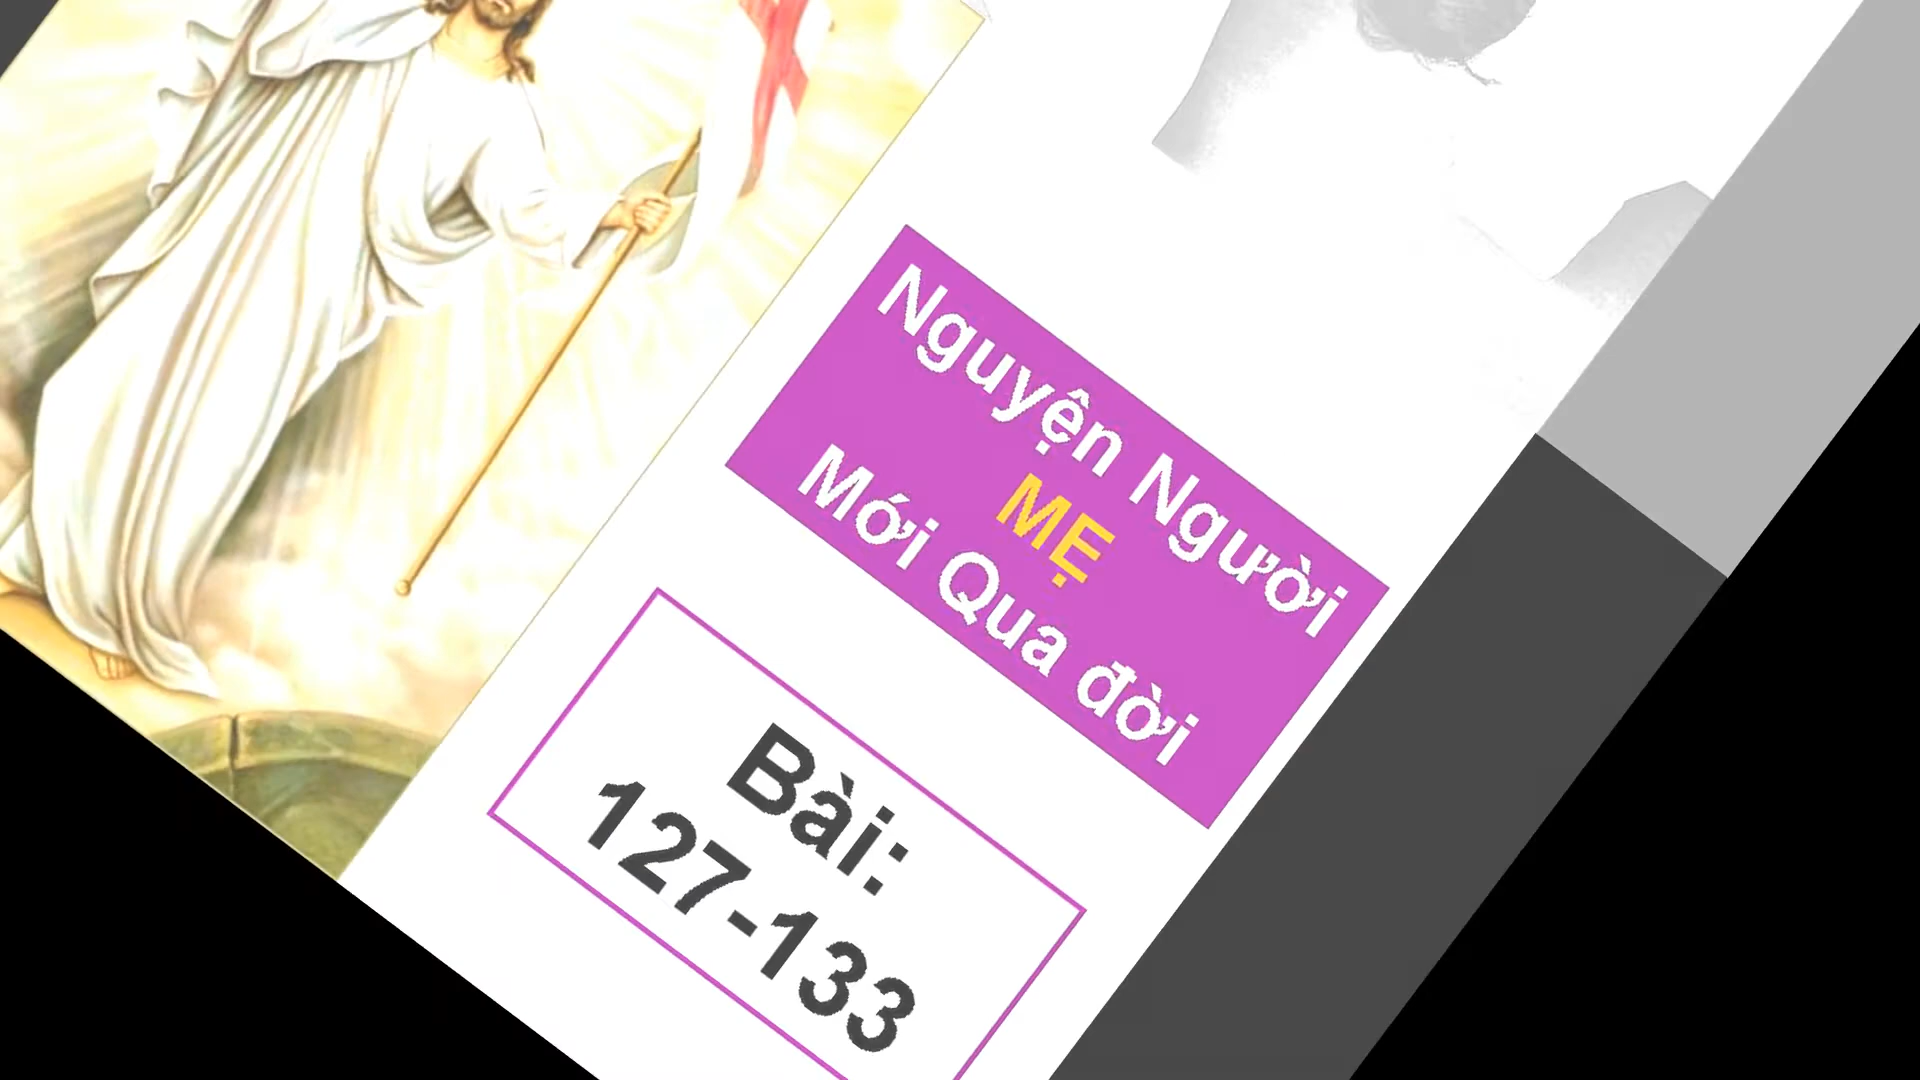 Nguyện Người
MẸ
Mới Qua đời
Bài:
127-133